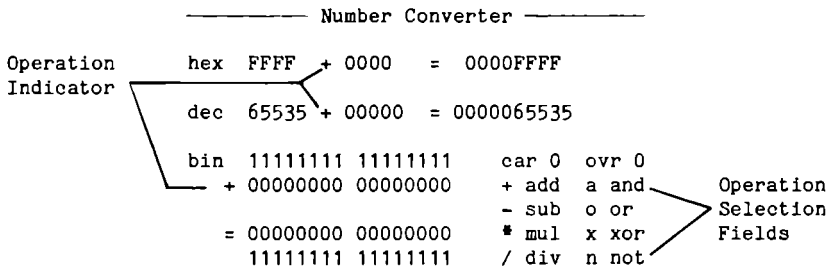 Number Converter
Operation hex FFFF + 0000 = 0000FFFF
Indicator
dec 65535 + 00000 = 0000065535
bin 11111111 11111111 car 0 ovr 0
+ 00000000 00000000 + add a and Operation
- sub o or Selection
= 00000000 00000000 * mul x xor Fields
11111111 11111111 / div n not